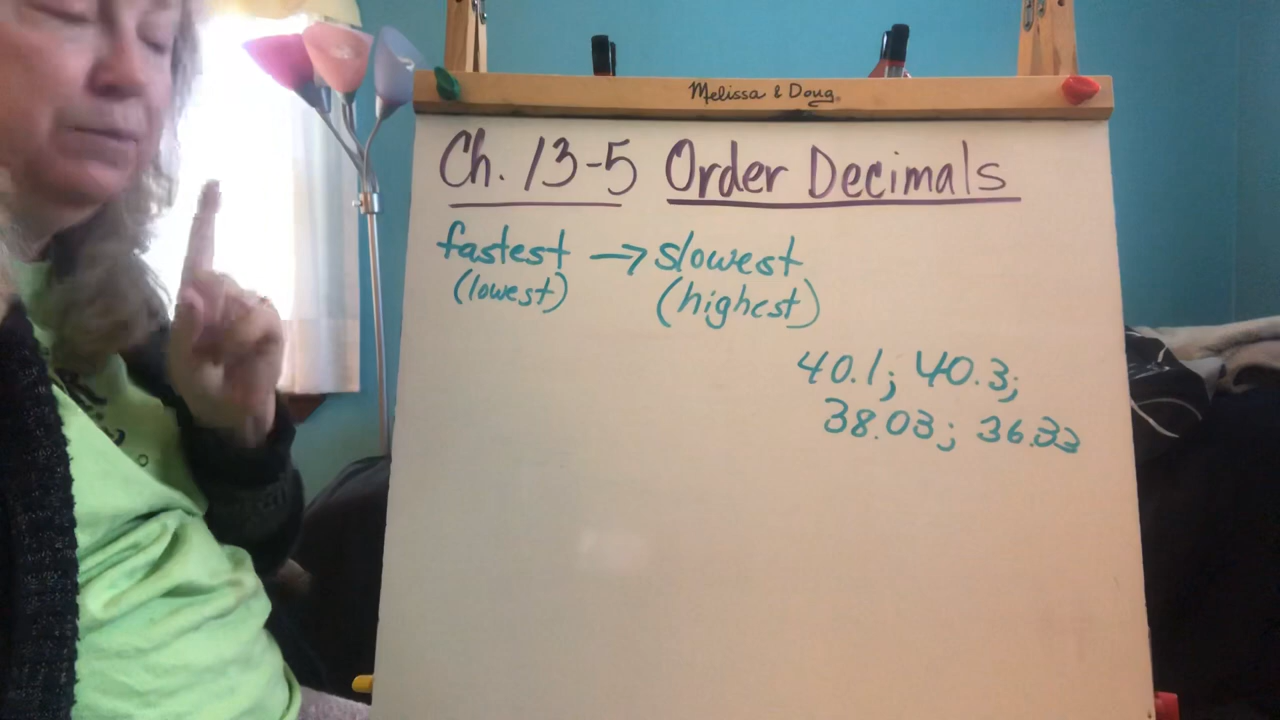 Melissa & Doug
Ch. 13-5 Order Decimals
fastest → slowest
(lowest) (highest)
40.1; 40.3;
38.03; 36.33